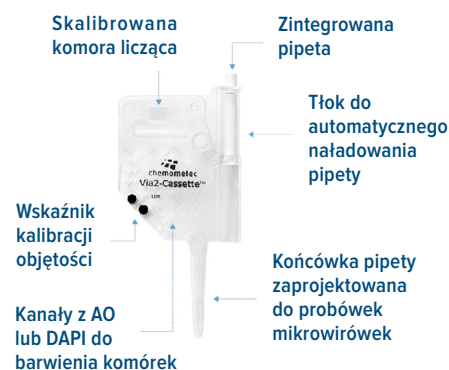 Skalibrowana
komora licząca
Zintegrowana
pipeta
Tłok do
automatycznego
naładowania
pipety
chemometec
Via2-Cassette™
LOT
Wskaźnik
kalibracji
objętości
Końcówka pipety
zaprojektowana
do probówek
mikrowirówek
Kanały z AO
lub DAPI do
barwienia komórek